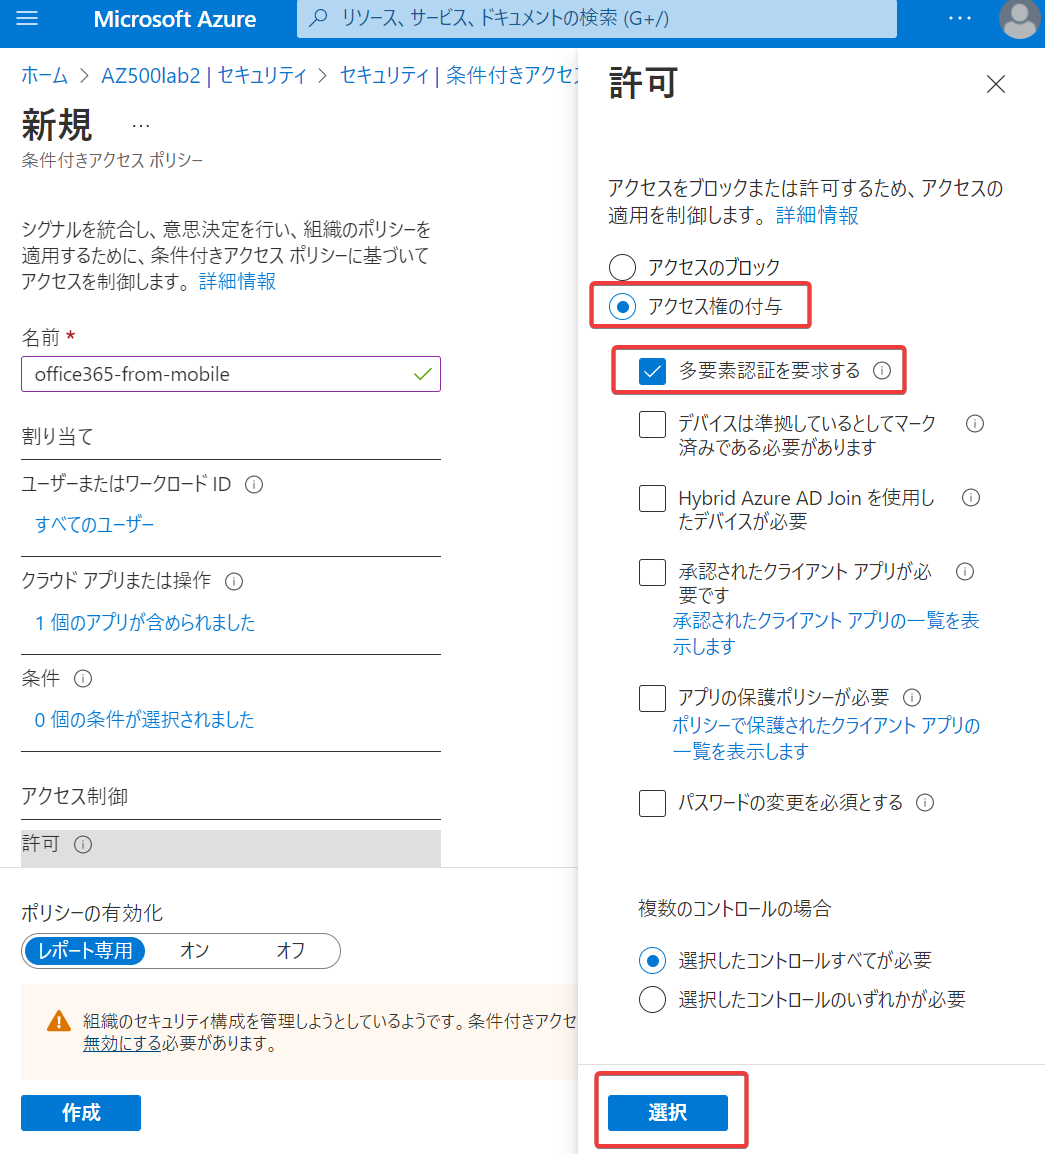 Microsoft Azure
リソース、サービス、ドキュメントの検索 (G+/)
ホーム > AZ500lab2 | セキュリティ > セキュリティ | 条件付きアクセス
新規
条件付きアクセス ポリシー
シグナルを統合し、意思決定を行い、組織のポリシーを
適用するために、条件付きアクセス ポリシーに基づいて
アクセスを制御します。 詳細情報
名前 *
office365-from-mobile
割り当て
ユーザーまたはワークロード ID
すべてのユーザー
クラウド アプリまたは操作
1 個のアプリが含められました
条件
0 個の条件が選択されました
アクセス制御
許可
ポリシーの有効化
レポート専用 オン オフ
組織のセキュリティ構成を管理しようとしているようです。条件付きアクセ
無効にする必要があります。
作成
許可
アクセスをブロックまたは許可するため、アクセスの
適用を制御します。 詳細情報
アクセスのブロック
アクセス権の付与
多要素認証を要求する
デバイスは準拠しているとしてマーク
済みである必要があります
Hybrid Azure AD Join を使用し
たデバイスが必要
承認されたクライアント アプリが必
要です
承認されたクライアント アプリの一覧を表
示します
アプリの保護ポリシーが必要
ポリシーで保護されたクライアント アプリの
一覧を表示します
パスワードの変更を必須とする
複数のコントロールの場合
選択したコントロールすべてが必要
選択したコントロールのいずれかが必要
選択